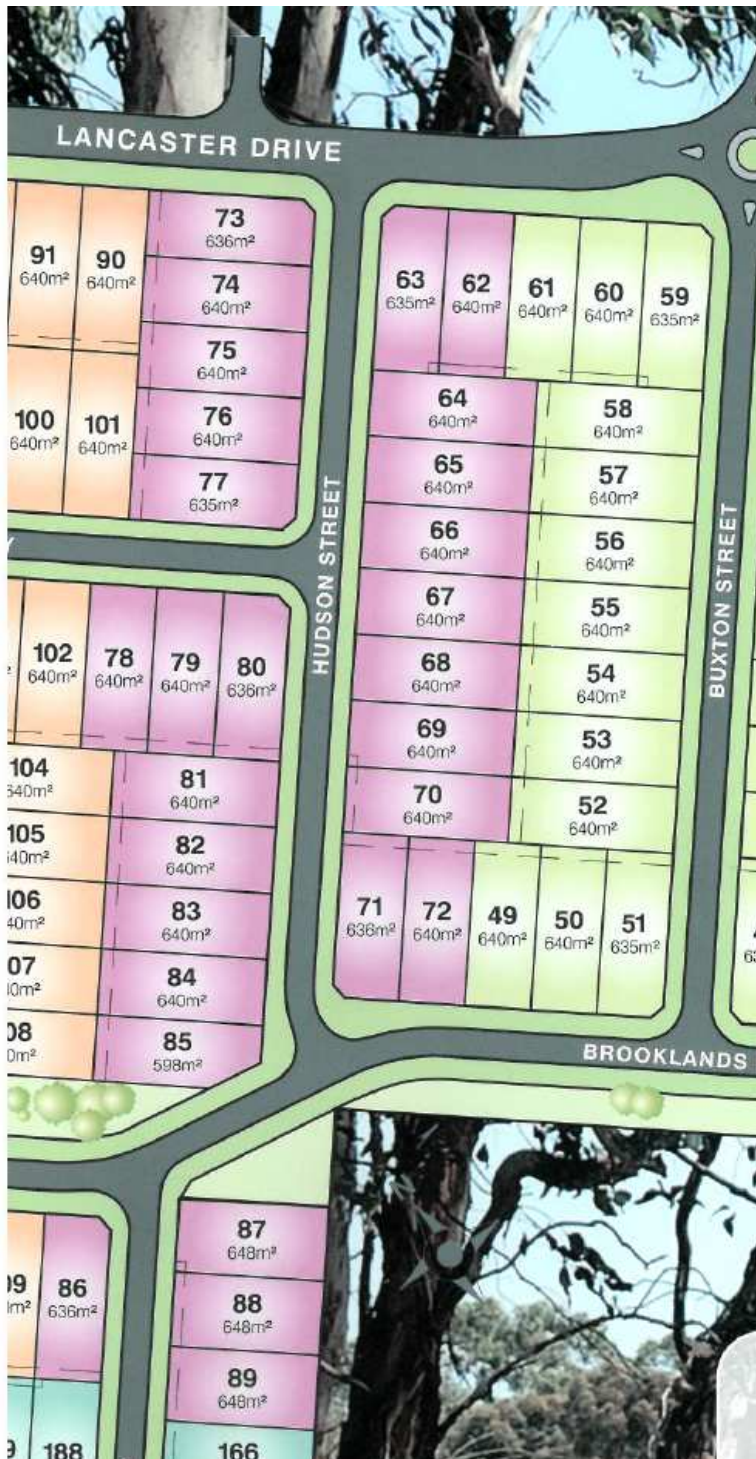 LANCASTER DRIVE
73
636m²
91
640m²
90
640m²
74
640m²
75
640m²
100
640m²
101
640m²
76
640m²
77
635m²
63
635m²
62
640m²
61
640m²
60
640m²
59
635m²
64
640m²
58
640m²
65
640m²
57
640m²
66
640m²
56
640m²
67
640m²
55
640m²
68
640m²
54
640m²
69
640m²
53
640m²
70
640m²
52
640m²
71
636m²
72
640m²
49
640m²
50
640m²
51
635m²
HUDSON STREET
BUXTON STREET
102
640m²
78
640m²
79
640m²
80
636m²
104
640m²
81
640m²
105
640m²
82
640m²
106
83
640m²
84
640m²
85
598m²
BROOKLANDS
87
648m²
86
636m²
88
648m²
89
648m²
188
166